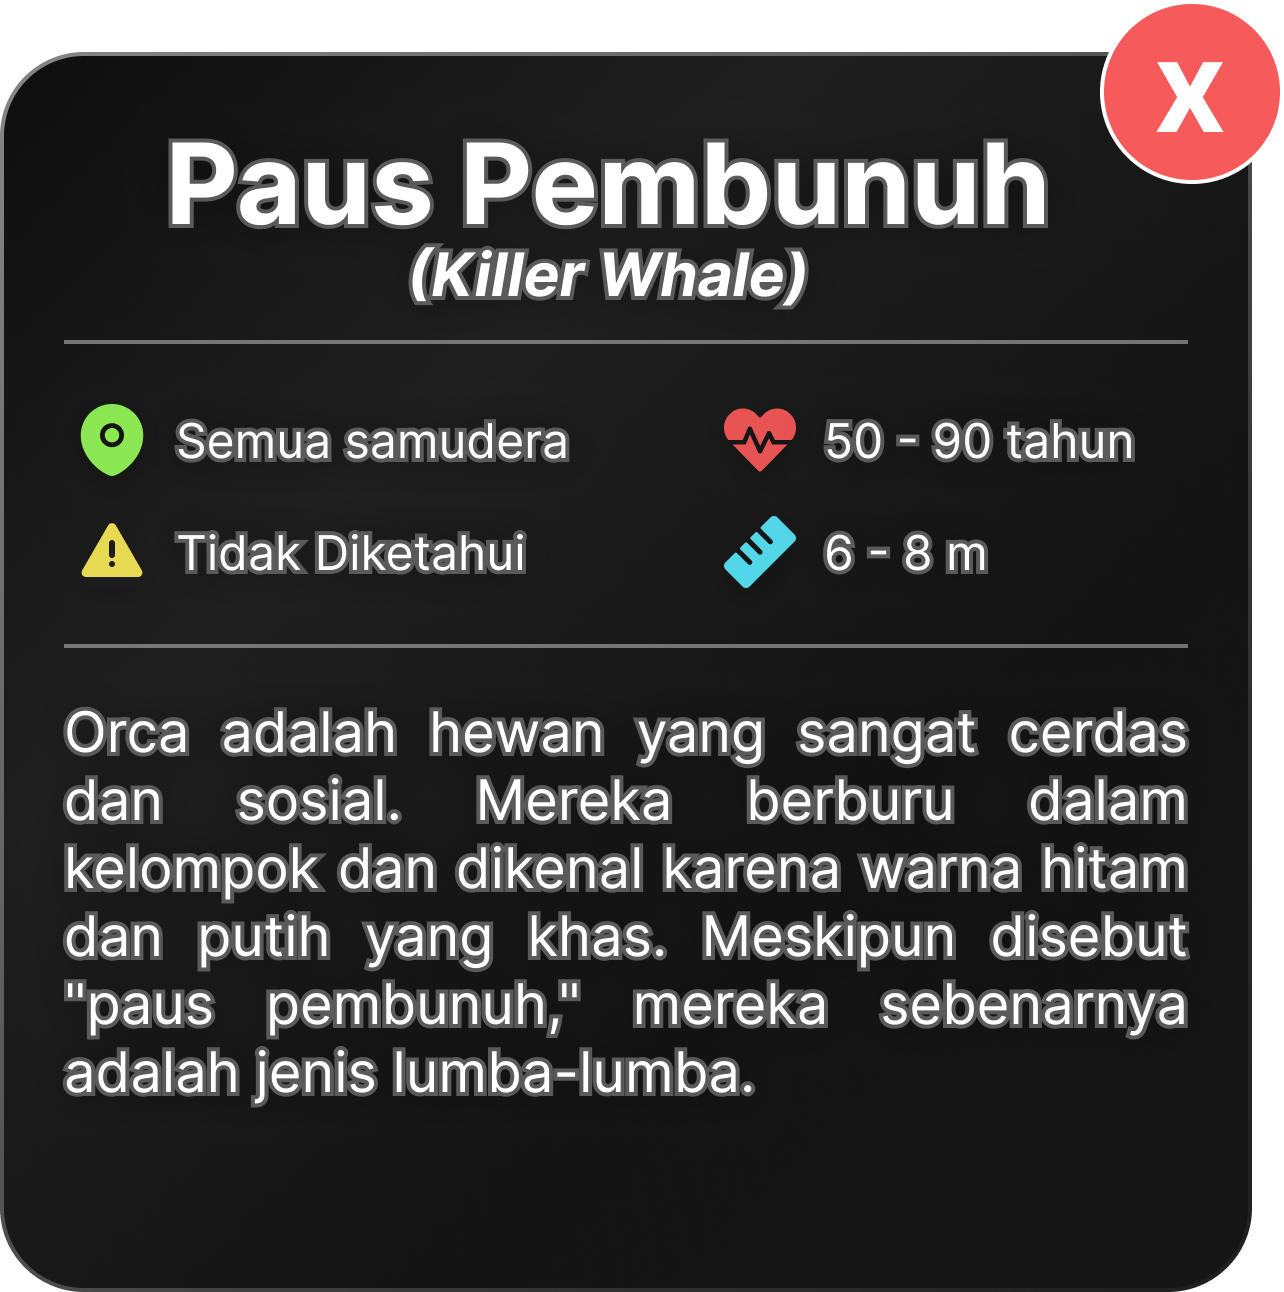 X
Paus Pembunuh
(Killer Whale)
Semua samudera
50 - 90 tahun
Tidak Diketahui
6 - 8 m
Orca adalah hewan yang sangat cerdas
dan sosial. Mereka berburu dalam
kelompok dan dikenal karena warna hitam
dan putih yang khas. Meskipun disebut
"paus pembunuh," mereka sebenarnya
adalah jenis lumba-lumba.